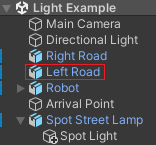 Light Example
Main Camera
Directional Light
Right Road
Left Road
Robot
Arrival Point
Spot Street Lamp
Spot Light